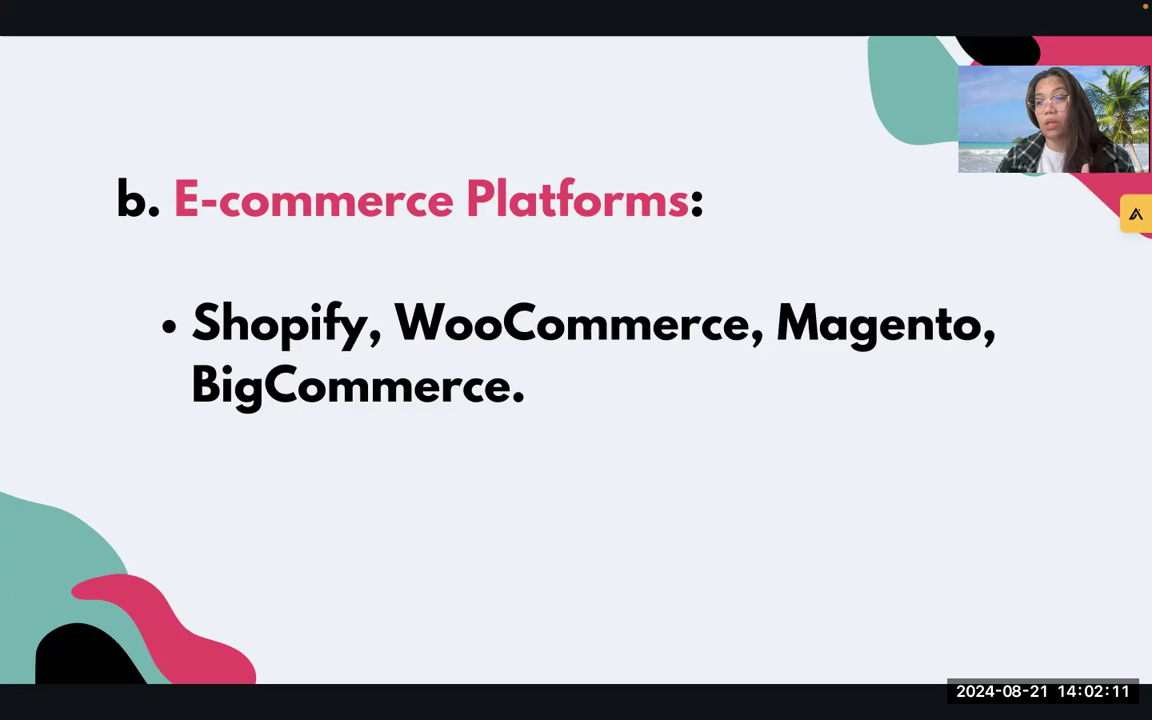 b. E-commerce Platforms:
• Shopify, WooCommerce, Magento,
BigCommerce.
2024-08-21 14:02:11